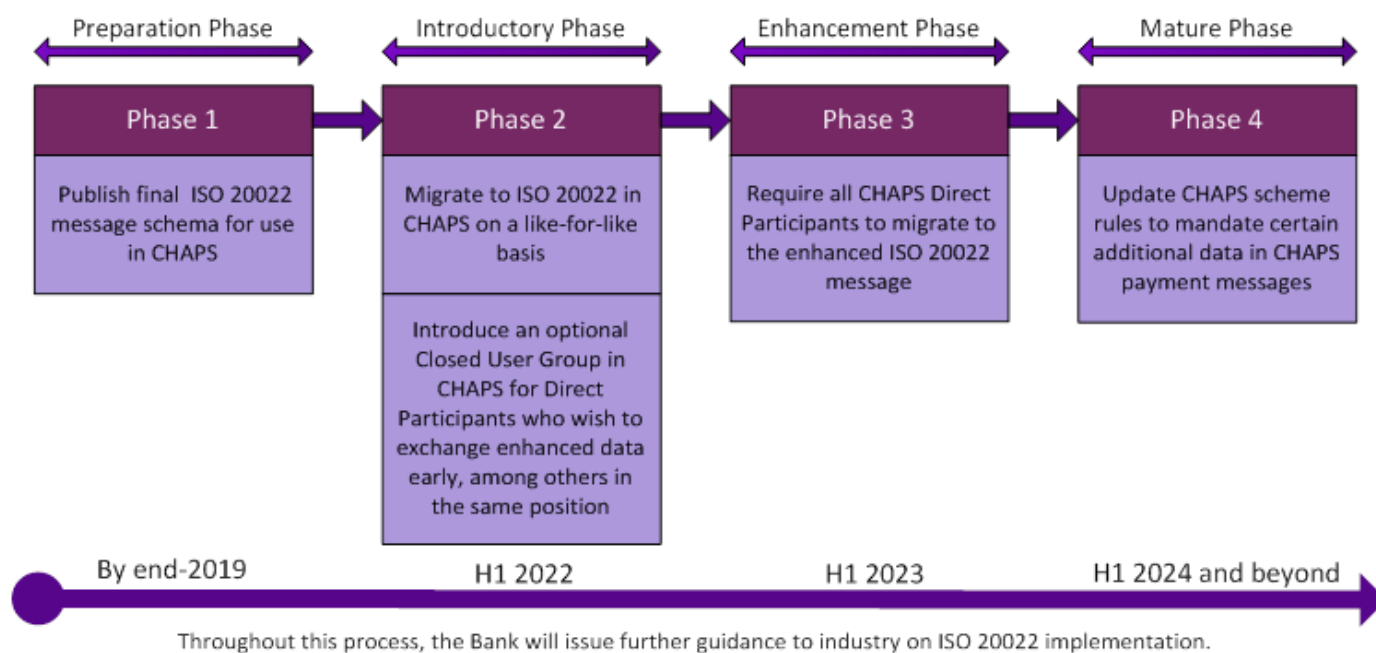 Preparation Phase
Introductory Phase
Enhancement Phase
Mature Phase
Phase 1
Phase 2
Phase 3
Phase 4
Publish final ISO 20022
message schema for use
in CHAPS
Migrate to ISO 20022 in
CHAPS on a like-for-like
basis
Introduce an optional
Closed User Group in
CHAPS for Direct
Participants who wish to
exchange enhanced data
early, among others in
the same position
Require all CHAPS Direct
Participants to migrate to
the enhanced ISO 20022
message
Update CHAPS scheme
rules to mandate certain
additional data in CHAPS
payment messages
By end-2019
H1 2022
H1 2023
H1 2024 and beyond
Throughout this process, the Bank will issue further guidance to industry on ISO 20022 implementation.